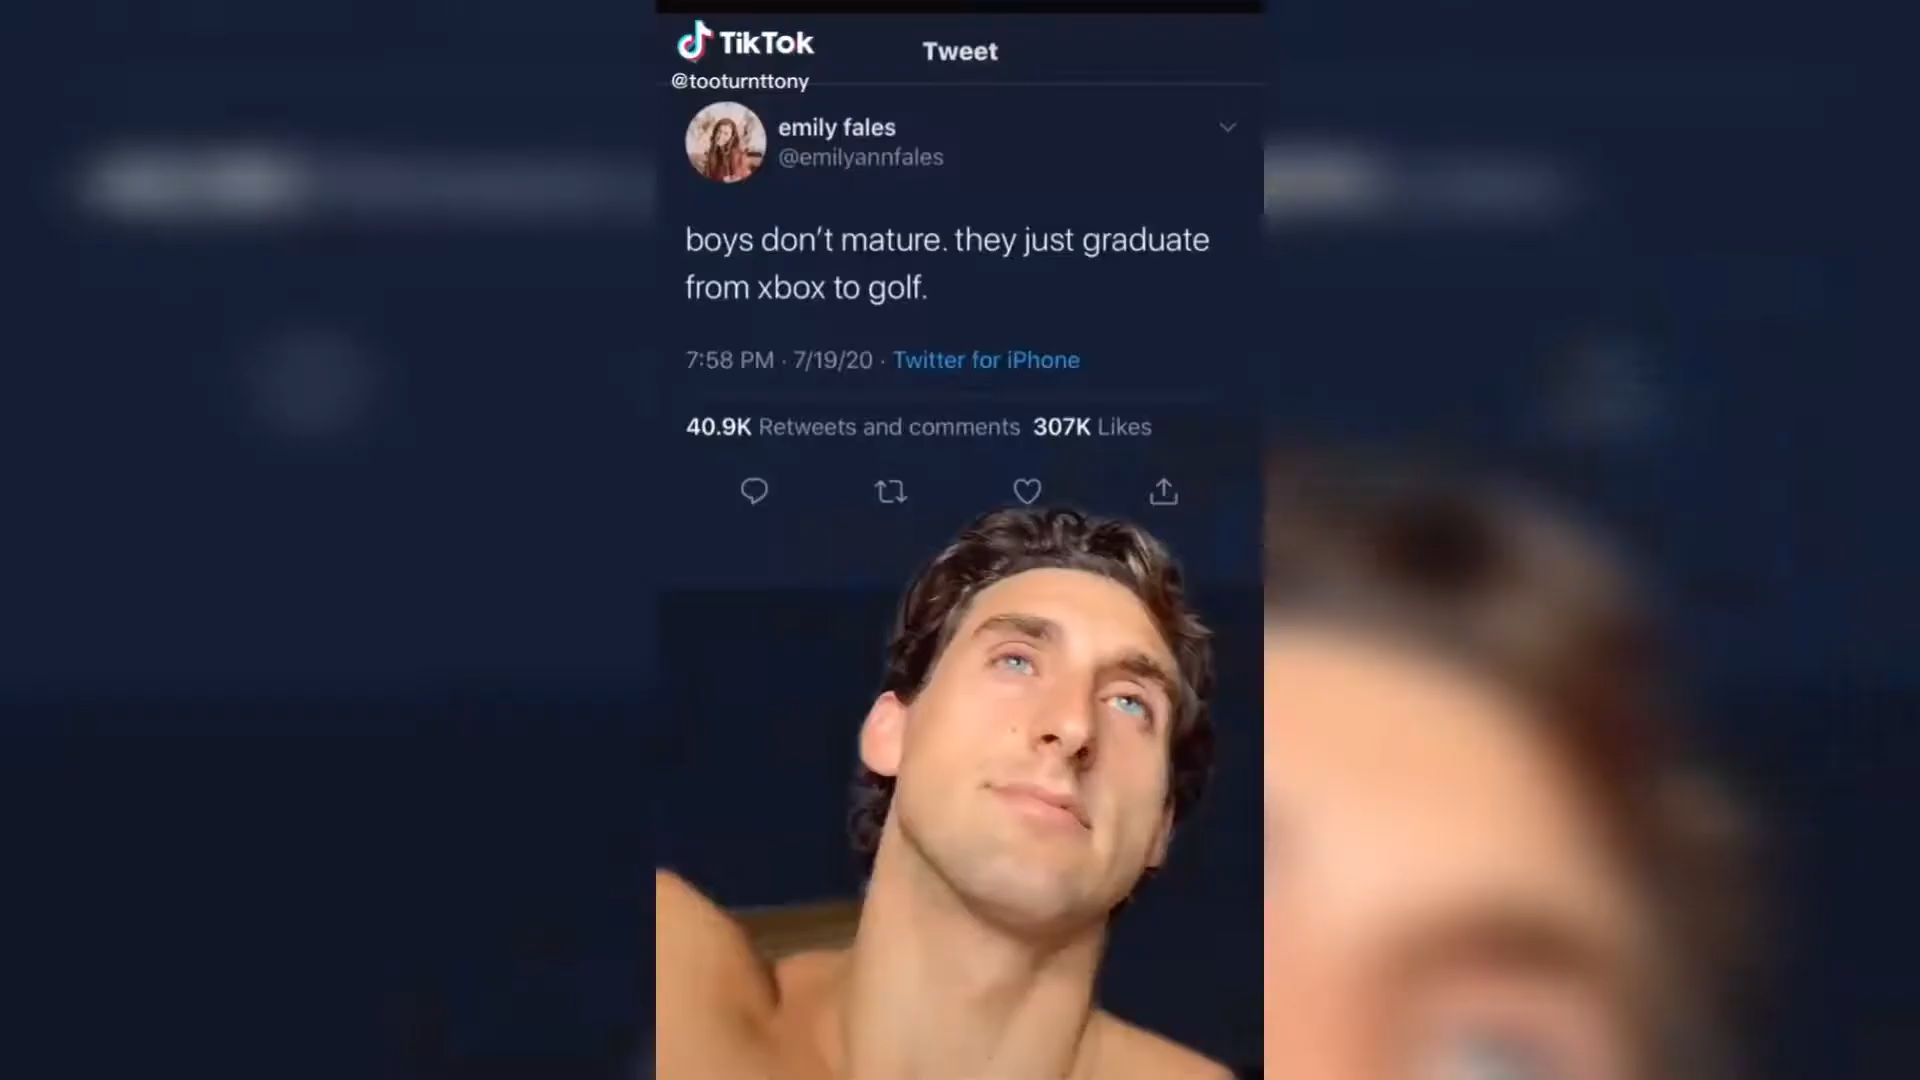 TikTok
@tooturnttony
Tweet
emily fales
@emilyannfales
boys don’t mature. they just graduate
from xbox to golf.
7:58 PM · 7/19/20 · Twitter for iPhone
40.9K Retweets and comments 307K Likes